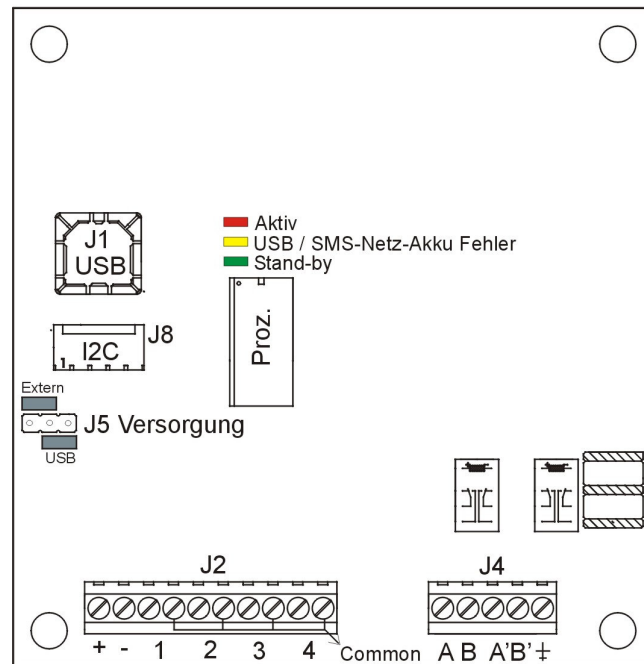 J1
USB
Aktiv
USB / SMS-Netz-Akku Fehler
Stand-by
I2C
1
J8
Proz.
Extern
J5 Versorgung
USB
J2
J4
+ - 1 2 3 4 Common A B A'B'